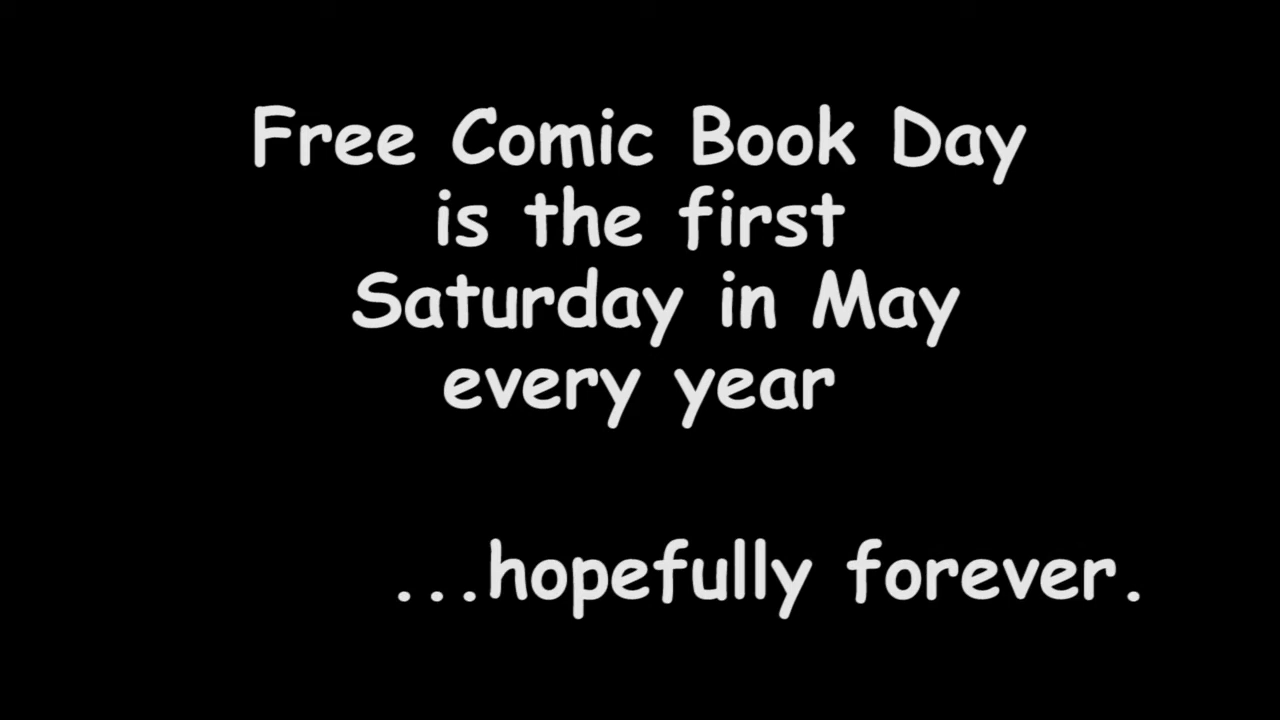 Free Comic Book Day
is the first
Saturday in May
every year
...hopefully forever.